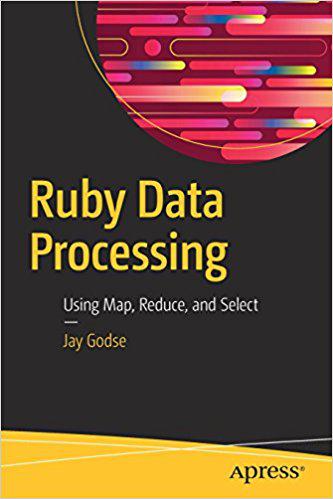 Ruby Data
Processing
Using Map, Reduce, and Select
—
Jay Godse
Apress®